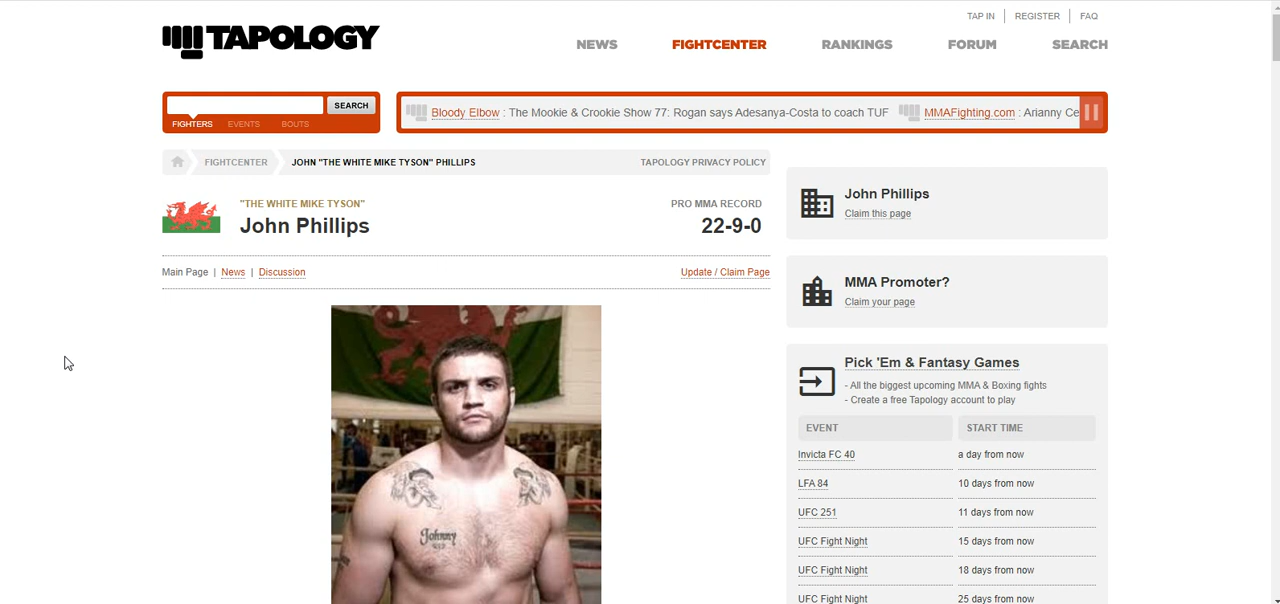 TAP IN REGISTER FAQ
TAPOLOGY
NEWS FIGHTCENTER RANKINGS FORUM SEARCH
SEARCH
FIGHTERS EVENTS BOUTS
Bloody Elbow : The Mookie & Crookie Show 77: Rogan says Adesanya-Costa to coach TUF MMAFighting.com : Arianny Ce
FIGHTCENTER JOHN "THE WHITE MIKE TYSON" PHILLIPS TAPOLOGY PRIVACY POLICY
"THE WHITE MIKE TYSON" PRO MMA RECORD
John Phillips 22-9-0
Main Page | News | Discussion Update / Claim Page
Johnny
John Phillips
Claim this page
MMA Promoter?
Claim your page
Pick 'Em & Fantasy Games
- All the biggest upcoming MMA & Boxing fights
- Create a free Tapology account to play
EVENT START TIME
Invicta FC 40 a day from now
LFA 84 10 days from now
UFC 251 11 days from now
UFC Fight Night 15 days from now
UFC Fight Night 18 days from now
UFC Fight Night 25 days from now